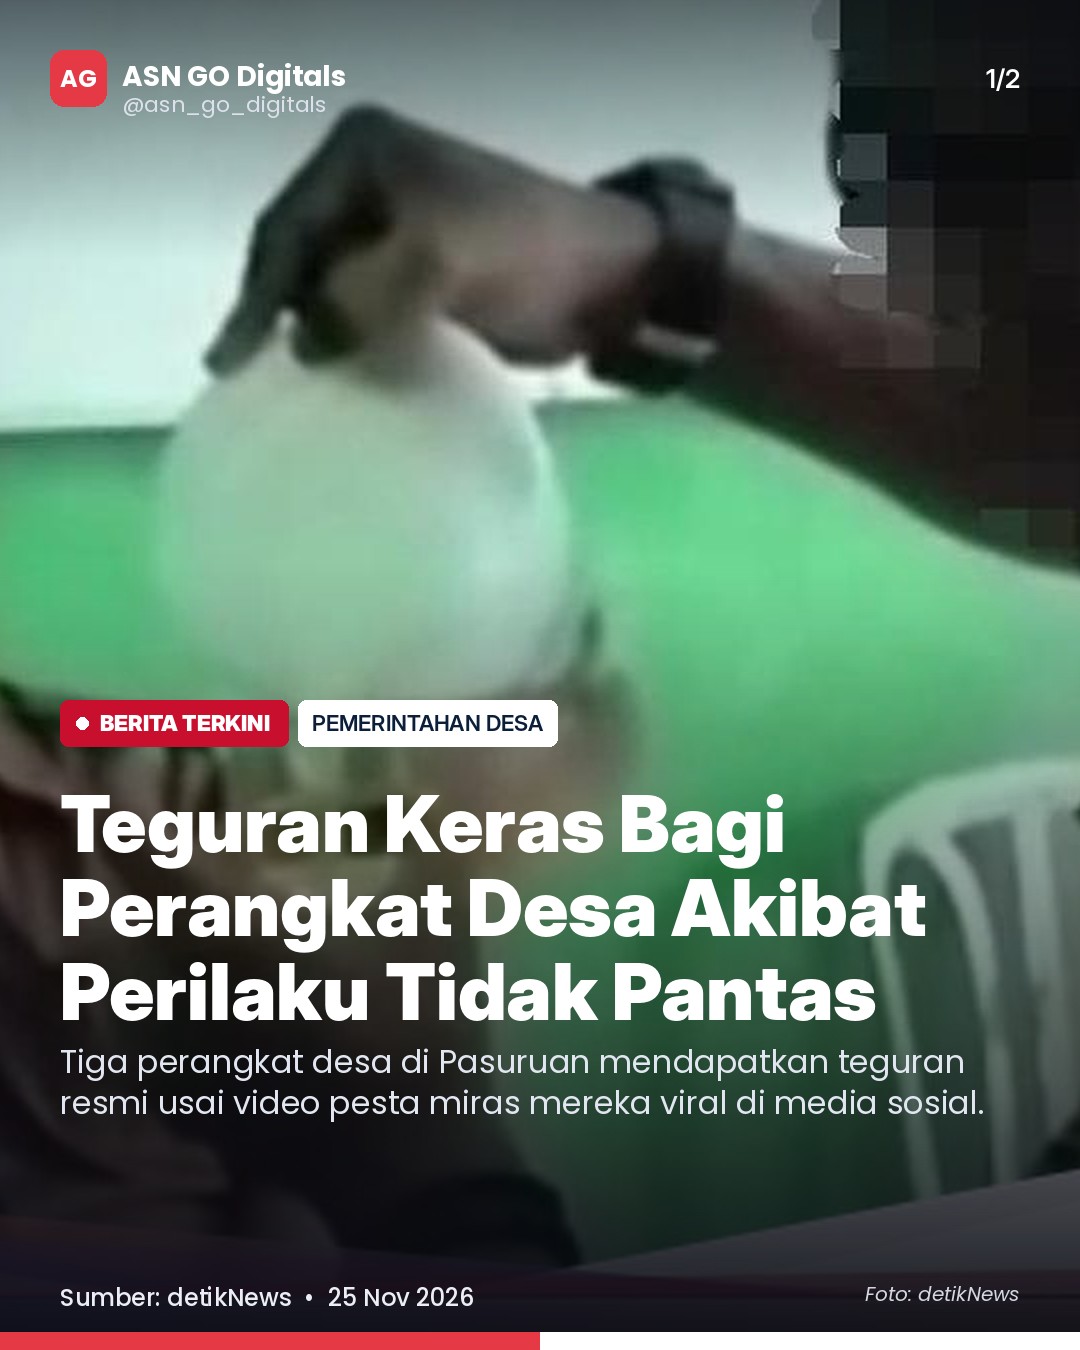 AG
ASN GO Digitals
@asn_go_digitals
1/2
BERITA TERKINI
PEMERINTAHAN DESA
Teguran Keras Bagi
Perangkat Desa Akibat
Perilaku Tidak Pantas
Tiga perangkat desa di Pasuruan mendapatkan teguran
resmi usai video pesta miras mereka viral di media sosial.
Sumber: detikNews • 25 Nov 2026
Foto: detikNews